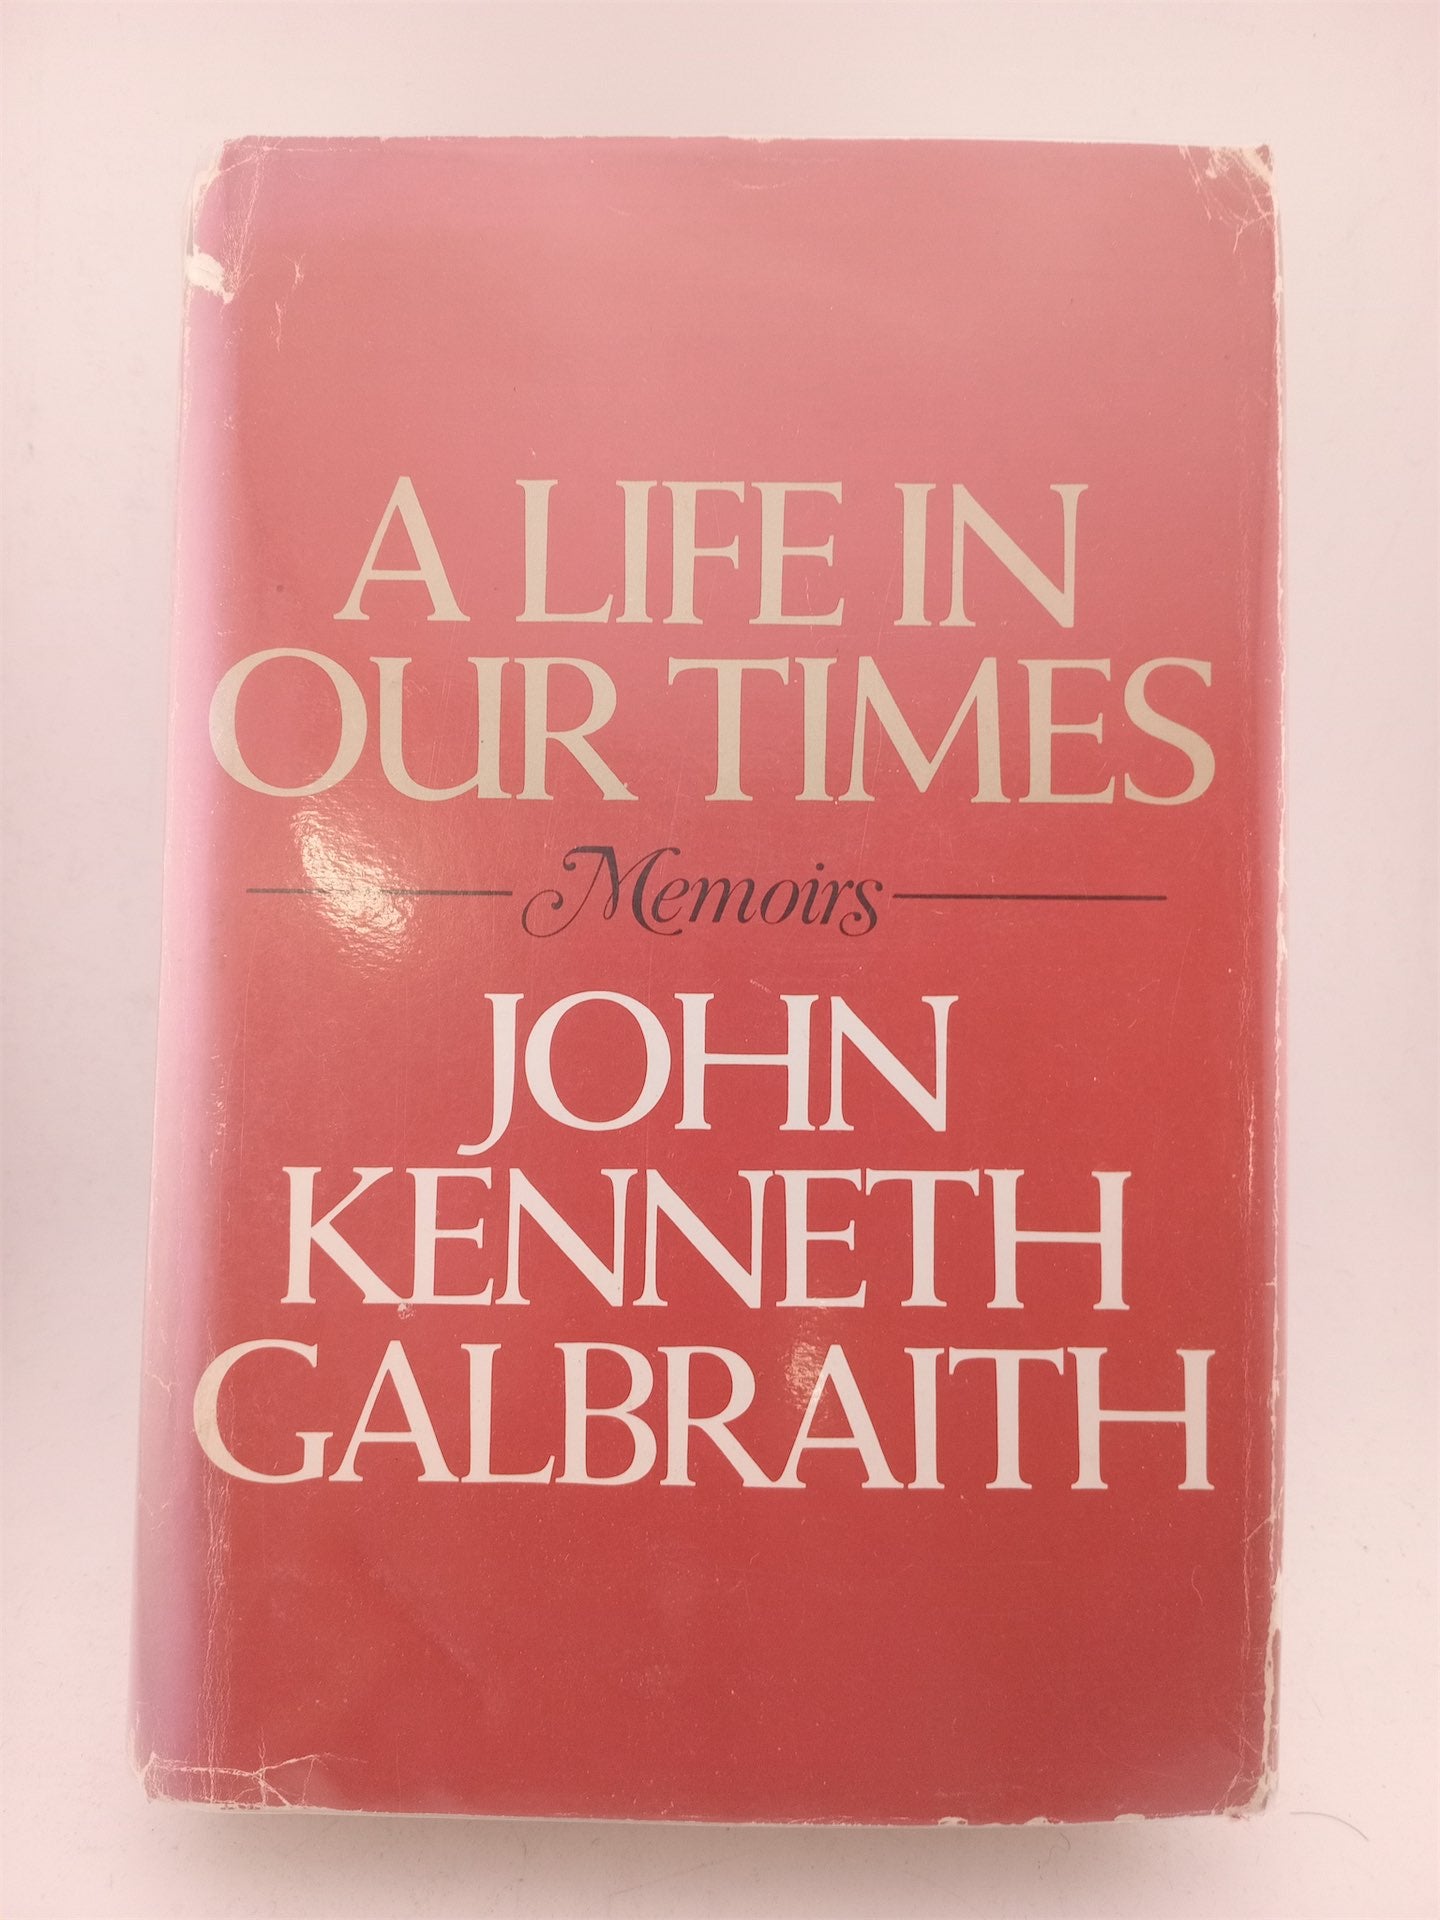 A LIFE IN
OUR TIMES
Memoirs
JOHN
KENNETH
GALBRAITH